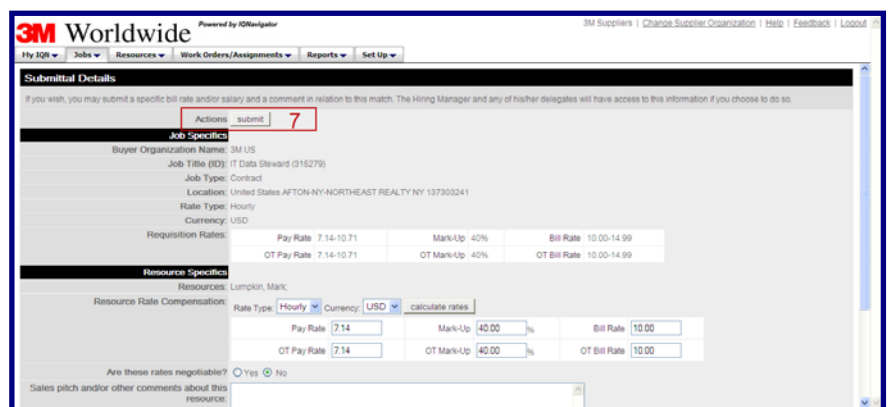 3M Worldwide Powered by IQNavigator
3M Suppliers | Change Supplier Organization | Help | Feedback | Logout
My IQN Jobs Resources Work Orders/Assignments Reports Set Up
Submittal Details
If you wish, you may submit a specific bill rate and/or salary and a comment in relation to this match. The Hiring Manager and any of his/her delegates will have access to this information if you choose to do so.
Actions submit 7
Job Specifics
Buyer Organization Name: 3M US
Job Title (ID): IT Data Steward (315279)
Job Type: Contract
Location: United States AFTON-NY-NORTHEAST REALTY NY 137303241
Rate Type: Hourly
Currency: USD
Requisition Rates: Pay Rate 7.14-10.71 Mark-Up 40% Bill Rate 10.00-14.99
OT Pay Rate 7.14-10.71 OT Mark-Up 40% OT Bill Rate 10.00-14.99
Resource Specifics
Resources: Lumpkin, Mark;
Resource Rate Compensation: Rate Type: Hourly Currency: USD calculate rates
Pay Rate 7.14 Mark-Up 40.00 % Bill Rate 10.00
OT Pay Rate 7.14 OT Mark-Up 40.00 % OT Bill Rate 10.00
Are these rates negotiable? Yes No
Sales pitch and/or other comments about this
resource: